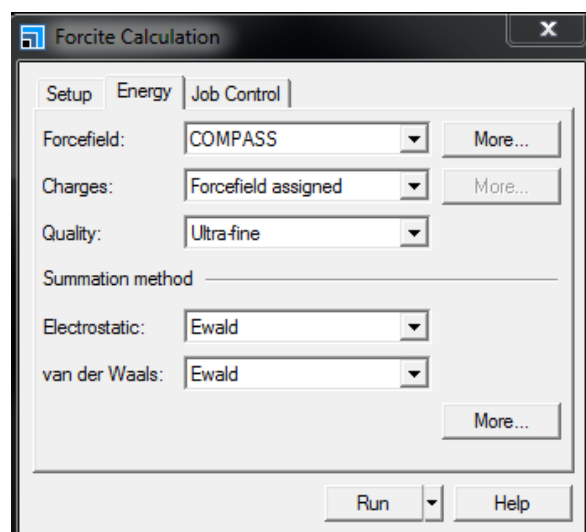 Forcite Calculation
Setup Energy Job Control
Forcefield: COMPASS More...
Charges: Forcefield assigned More...
Quality: Ultra-fine
Summation method
Electrostatic: Ewald
van der Waals: Ewald
More...
Run Help